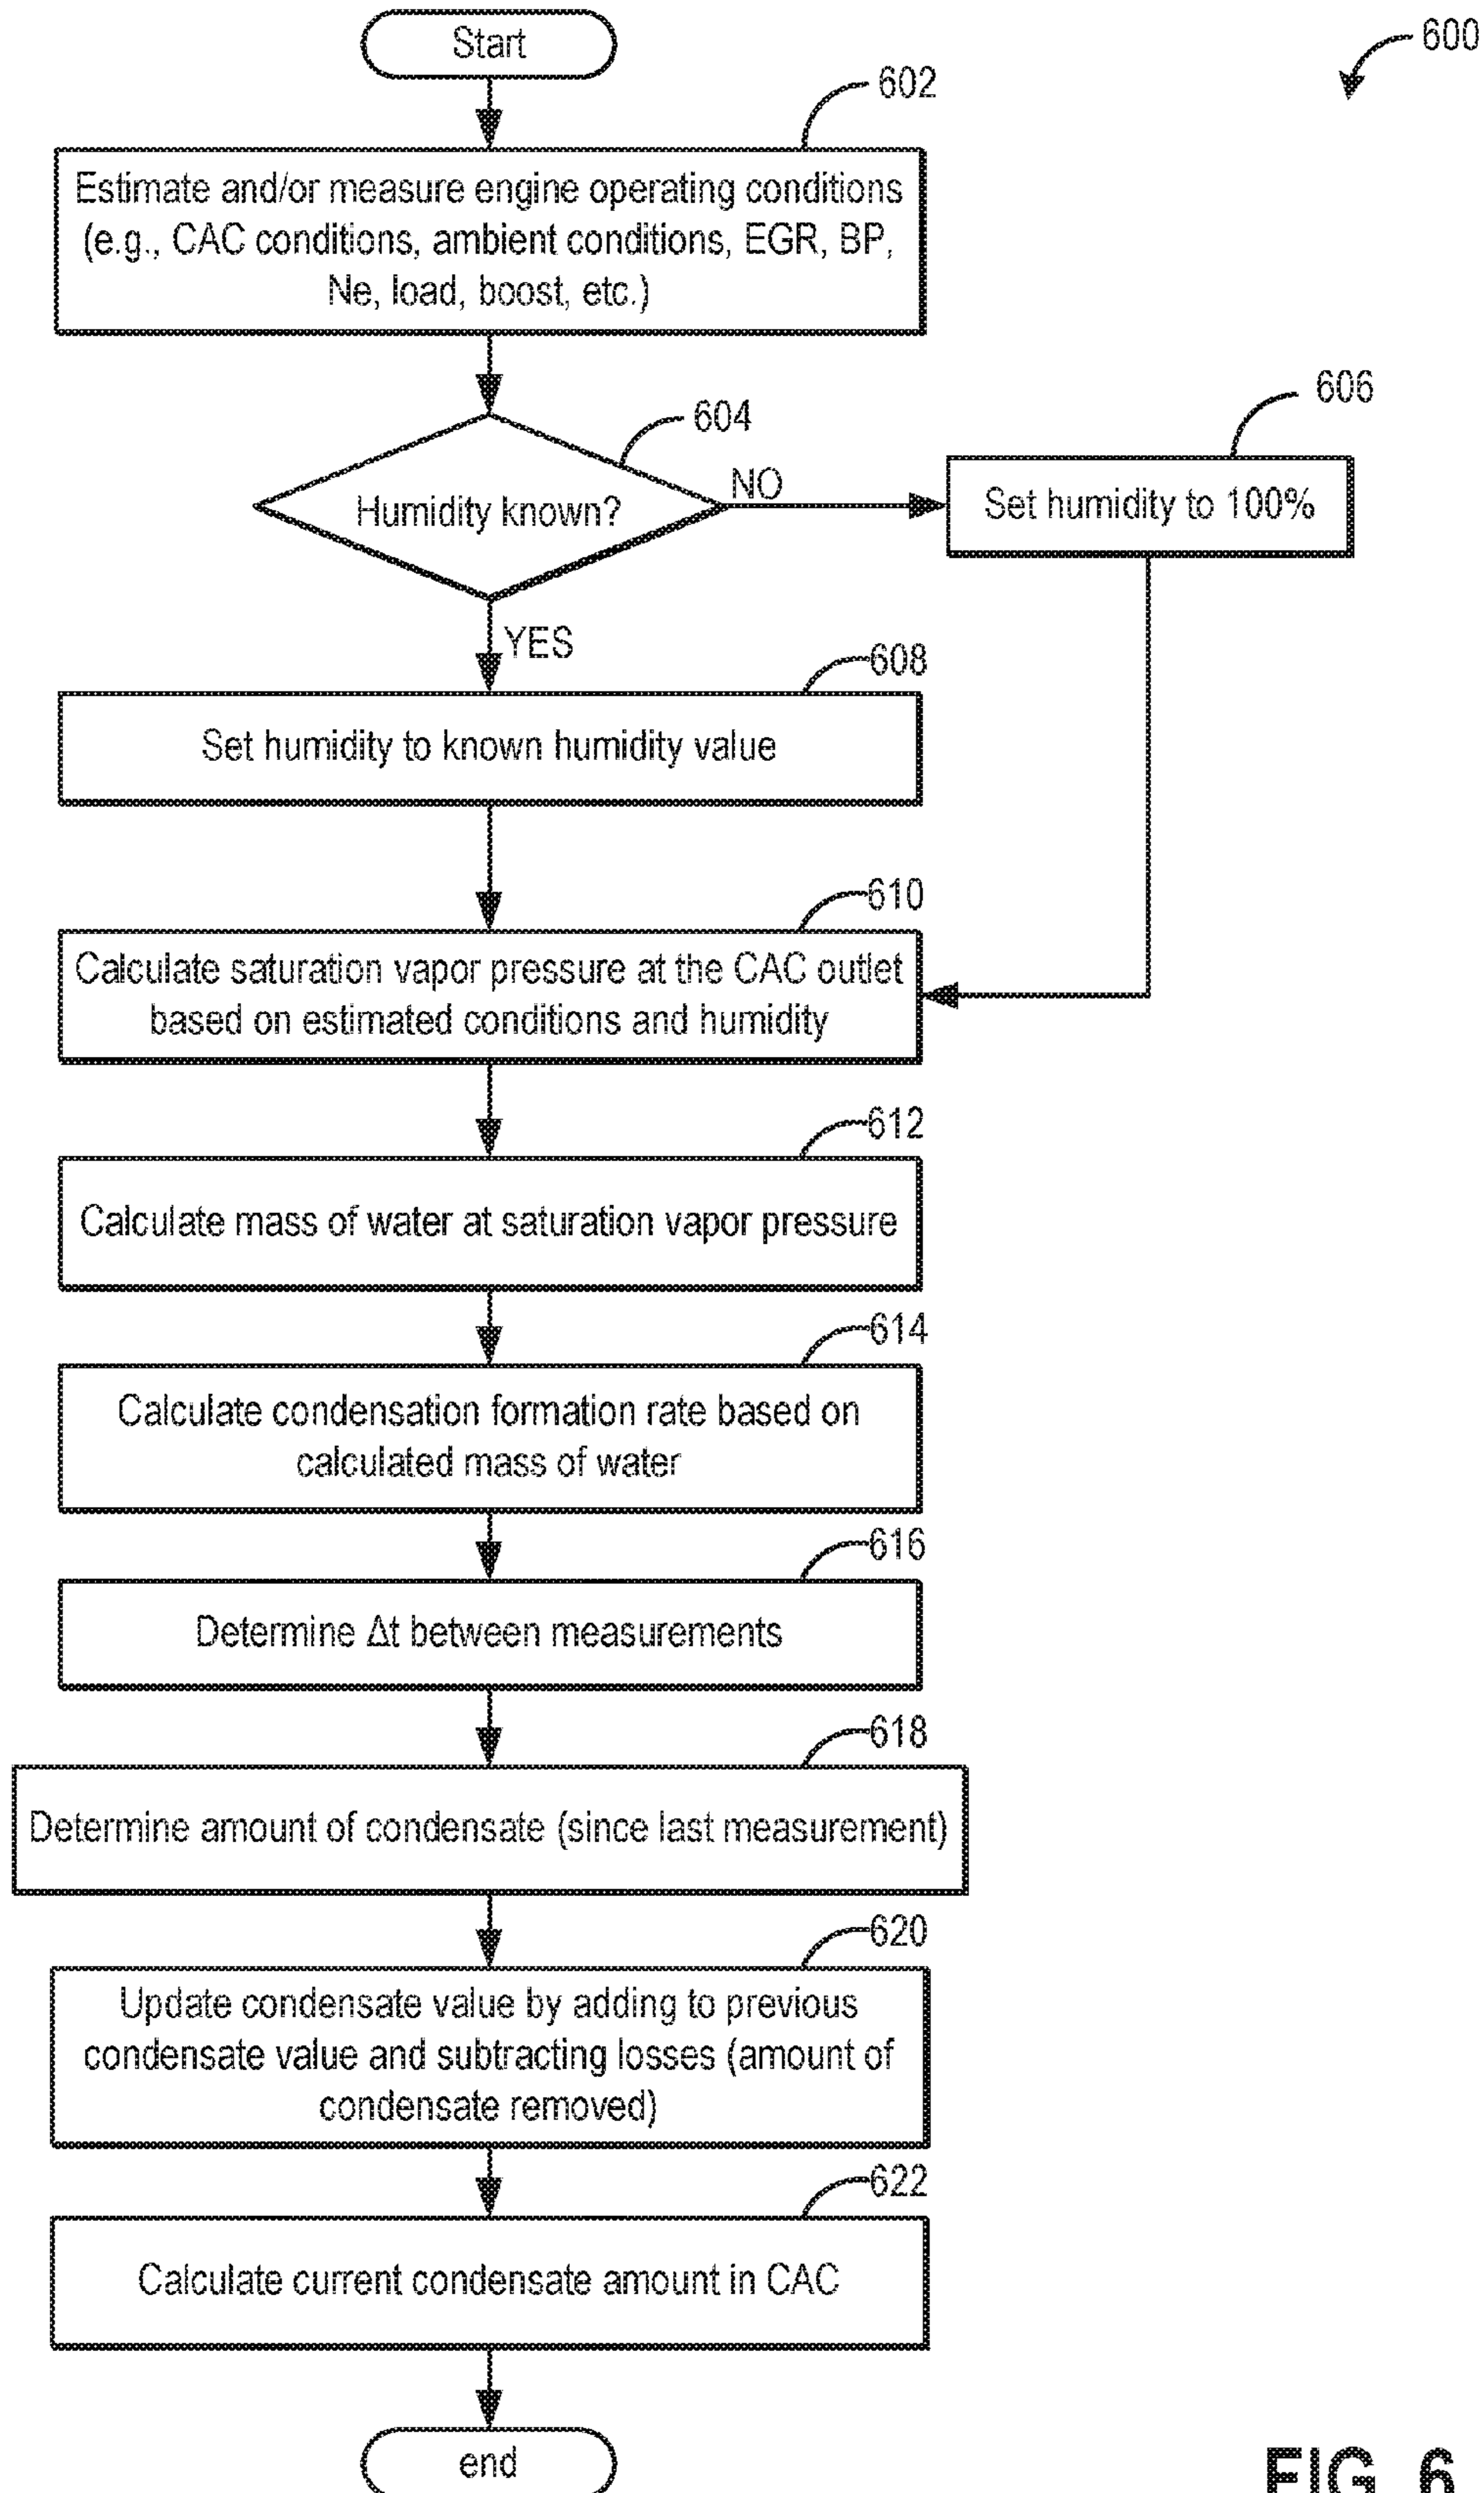 Start
600
602
Estimate and/or measure engine operating conditions
(e.g., CAC conditions, ambient conditions, EGR, BP,
Ne, load, boost, etc.)
604
606
Humidity known?
NO
Set humidity to 100%
YES
608
Set humidity to known humidity value
610
Calculate saturation vapor pressure at the CAC outlet
based on estimated conditions and humidity
612
Calculate mass of water at saturation vapor pressure
614
Calculate condensation formation rate based on
calculated mass of water
616
Determine Δt between measurements
618
Determine amount of condensate (since last measurement)
620
Update condensate value by adding to previous
condensate value and subtracting losses (amount of
condensate removed)
622
Calculate current condensate amount in CAC
end
FIG. 6